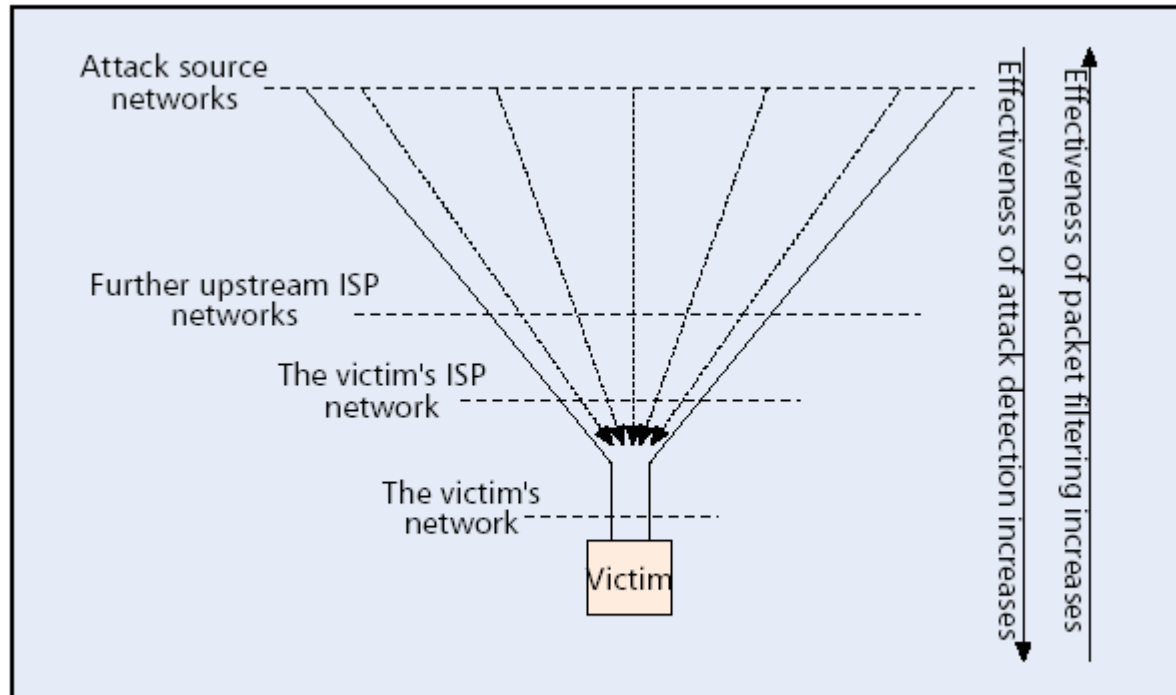 Attack source
networks
Further upstream ISP
networks
The victim's ISP
network
The victim's
network
Victim
Effectiveness of attack detection increases
Effectiveness of packet filtering increases